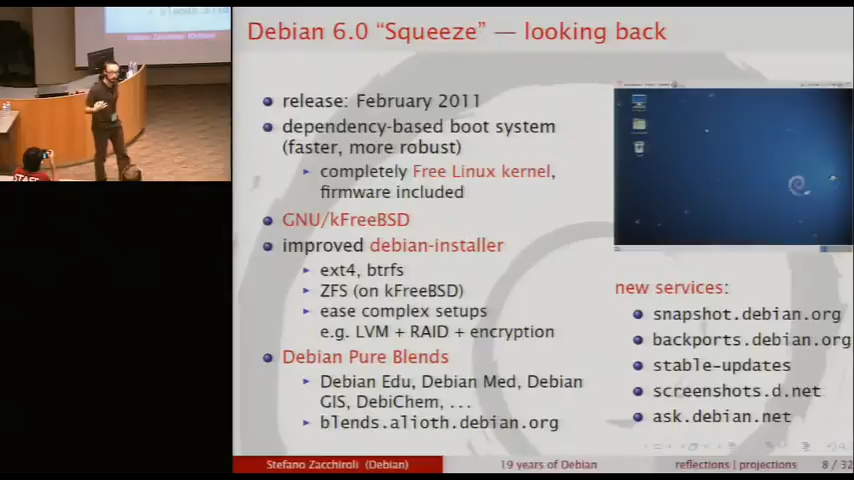 Debian 6.0 “Squeeze” — looking back
release: February 2011
dependency-based boot system
(faster, more robust)
completely Free Linux kernel,
firmware included
GNU/kFreeBSD
improved debian-installer
ext4, btrfs
ZFS (on kFreeBSD)
ease complex setups
e.g. LVM + RAID + encryption
Debian Pure Blends
Debian Edu, Debian Med, Debian
GIS, DebiChem, ...
blends.alioth.debian.org
new services:
snapshot.debian.org
backports.debian.org
stable-updates
screenshots.d.net
ask.debian.net
Stefano Zacchiroli (Debian)
19 years of Debian
reflections | projections
8 / 32